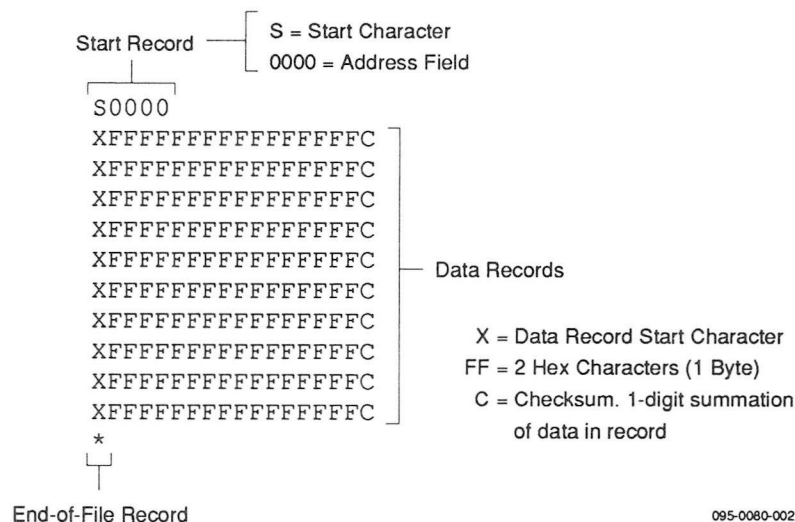 Start Record
S = Start Character
0000 = Address Field
S0000
XFFFFFFFFFFFFFFFFC
XFFFFFFFFFFFFFFFFC
XFFFFFFFFFFFFFFFFC
XFFFFFFFFFFFFFFFFC
XFFFFFFFFFFFFFFFFC
XFFFFFFFFFFFFFFFFC
XFFFFFFFFFFFFFFFFC
XFFFFFFFFFFFFFFFFC
XFFFFFFFFFFFFFFFFC
XFFFFFFFFFFFFFFFFC
*
Data Records
X = Data Record Start Character
FF = 2 Hex Characters (1 Byte)
C = Checksum. 1-digit summation
of data in record
End-of-File Record
095-0080-002